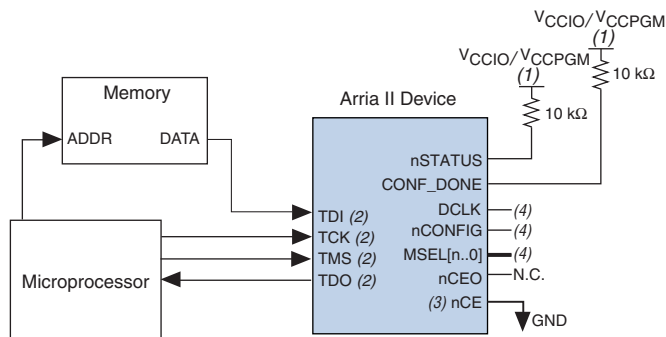 VCCIO/VCCPGM
(1)
10 kΩ
VCCIO/VCCPGM
(1)
10 kΩ
Memory
ADDR
DATA
Arria II Device
nSTATUS
CONF_DONE
TDI (2)
TCK (2)
TMS (2)
TDO (2)
DCLK
(4)
nCONFIG
(4)
MSEL[n..0]
(4)
nCEO
N.C.
(3) nCE
GND
Microprocessor